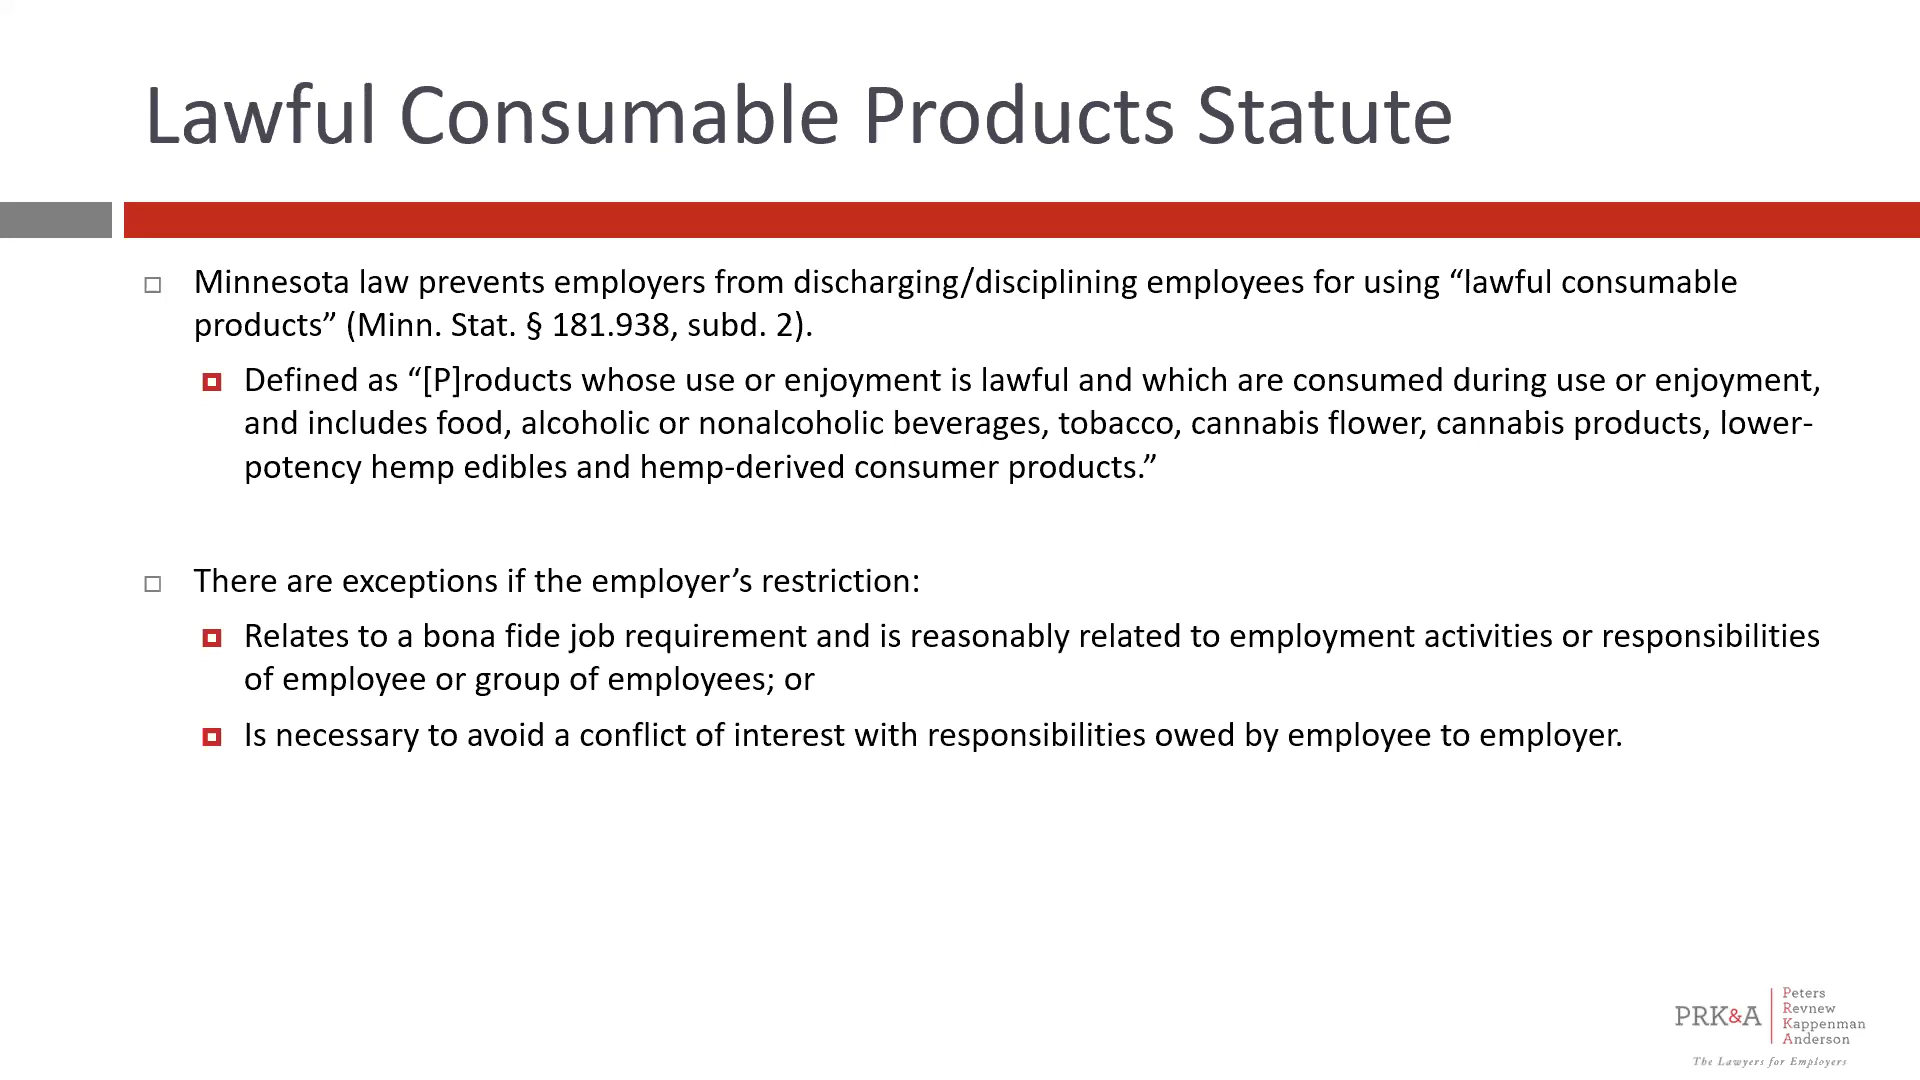 Lawful Consumable Products Statute
Minnesota law prevents employers from discharging/disciplining employees for using “lawful consumable
products” (Minn. Stat. § 181.938, subd. 2).
Defined as “[P]roducts whose use or enjoyment is lawful and which are consumed during use or enjoyment,
and includes food, alcoholic or nonalcoholic beverages, tobacco, cannabis flower, cannabis products, lower-
potency hemp edibles and hemp-derived consumer products.”
There are exceptions if the employer’s restriction:
Relates to a bona fide job requirement and is reasonably related to employment activities or responsibilities
of employee or group of employees; or
Is necessary to avoid a conflict of interest with responsibilities owed by employee to employer.
PRK&A
Peters
Revnew
Kappenman
Anderson
The Lawyers for Employers